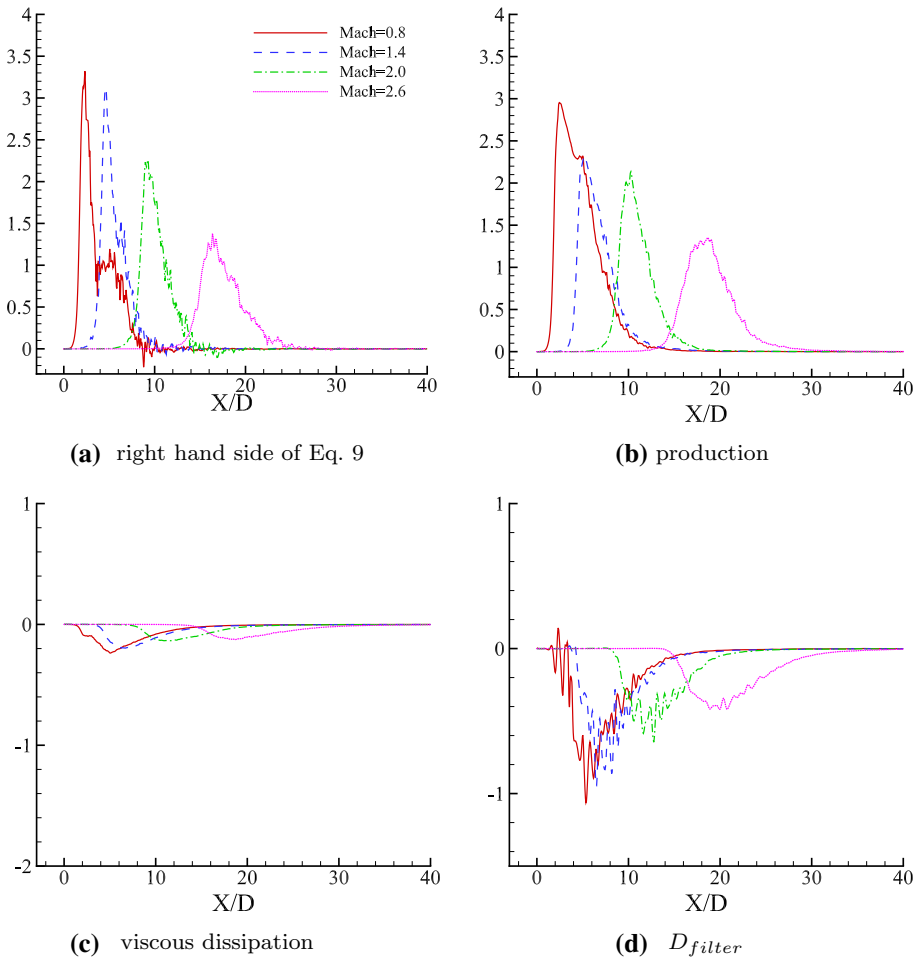 4
3.5
3
2.5
2
1.5
1
0.5
0
0 10 20 30 40
X/D
Mach=0.8
Mach=1.4
Mach=2.0
Mach=2.6
(a) right hand side of Eq. 9
4
3.5
3
2.5
2
1.5
1
0.5
0
0 10 20 30 40
X/D
(b) production
1
0
-1
-2
0 10 20 30 40
X/D
(c) viscous dissipation
1
0
-1
0 10 20 30 40
X/D
(d) D_{filter}